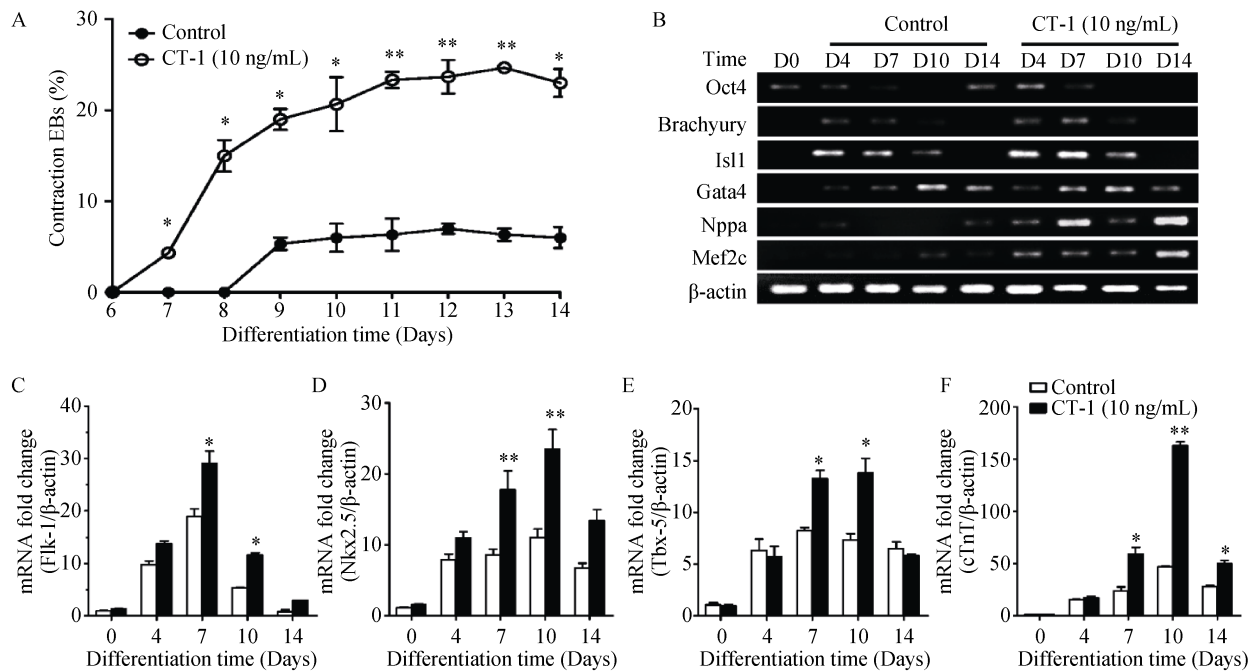 A
Control
CT-1 (10 ng/mL)
30
20
10
0
Contraction EBs (%)
* * * * ** ** ** *
6 7 8 9 10 11 12 13 14
Differentiation time (Days)
B
Control CT-1 (10 ng/mL)
Time D0 D4 D7 D10 D14 D4 D7 D10 D14
Oct4
Brachyury
Isl1
Gata4
Nppa
Mef2c
β-actin
C
mRNA fold change
(Flk-1/β-actin)
40
30
20
10
0
* *
0 4 7 10 14
Differentiation time (Days)
D
mRNA fold change
(Nkx2.5/β-actin)
30
20
10
0
** **
0 4 7 10 14
Differentiation time (Days)
E
mRNA fold change
(Tbx-5/β-actin)
20
15
10
5
0
* *
0 4 7 10 14
Differentiation time (Days)
F
Control
CT-1 (10 ng/mL)
mRNA fold change
(cTnT/β-actin)
200
150
100
50
0
* ** *
0 4 7 10 14
Differentiation time (Days)